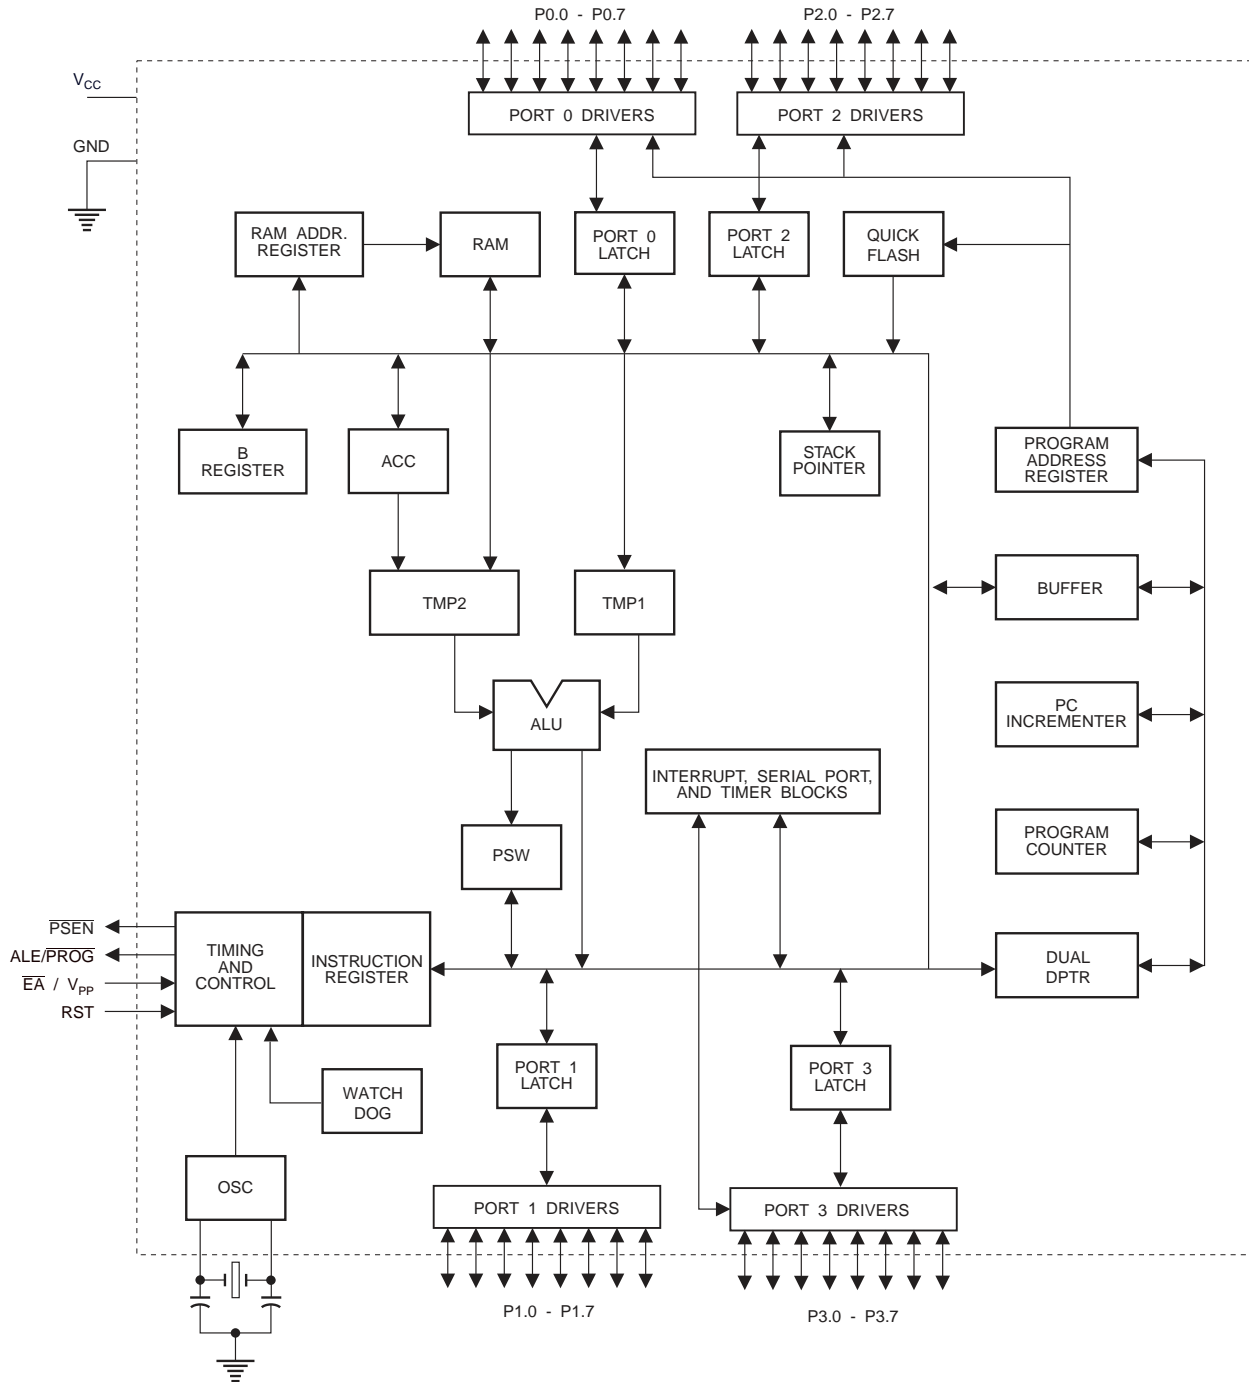 P0.0 - P0.7
P2.0 - P2.7
VCC
PORT 0 DRIVERS
PORT 2 DRIVERS
GND
RAM ADDR.
REGISTER
RAM
PORT 0
LATCH
PORT 2
LATCH
QUICK
FLASH
B
REGISTER
ACC
STACK
POINTER
PROGRAM
ADDRESS
REGISTER
TMP2
TMP1
BUFFER
ALU
PC
INCREMENTER
INTERRUPT, SERIAL PORT,
AND TIMER BLOCKS
PSW
PROGRAM
COUNTER
PSEN
ALE/PROG
EA / VPP
RST
TIMING
AND
CONTROL
INSTRUCTION
REGISTER
DUAL
DPTR
WATCH
DOG
PORT 1
LATCH
PORT 3
LATCH
OSC
PORT 1 DRIVERS
PORT 3 DRIVERS
P1.0 - P1.7
P3.0 - P3.7